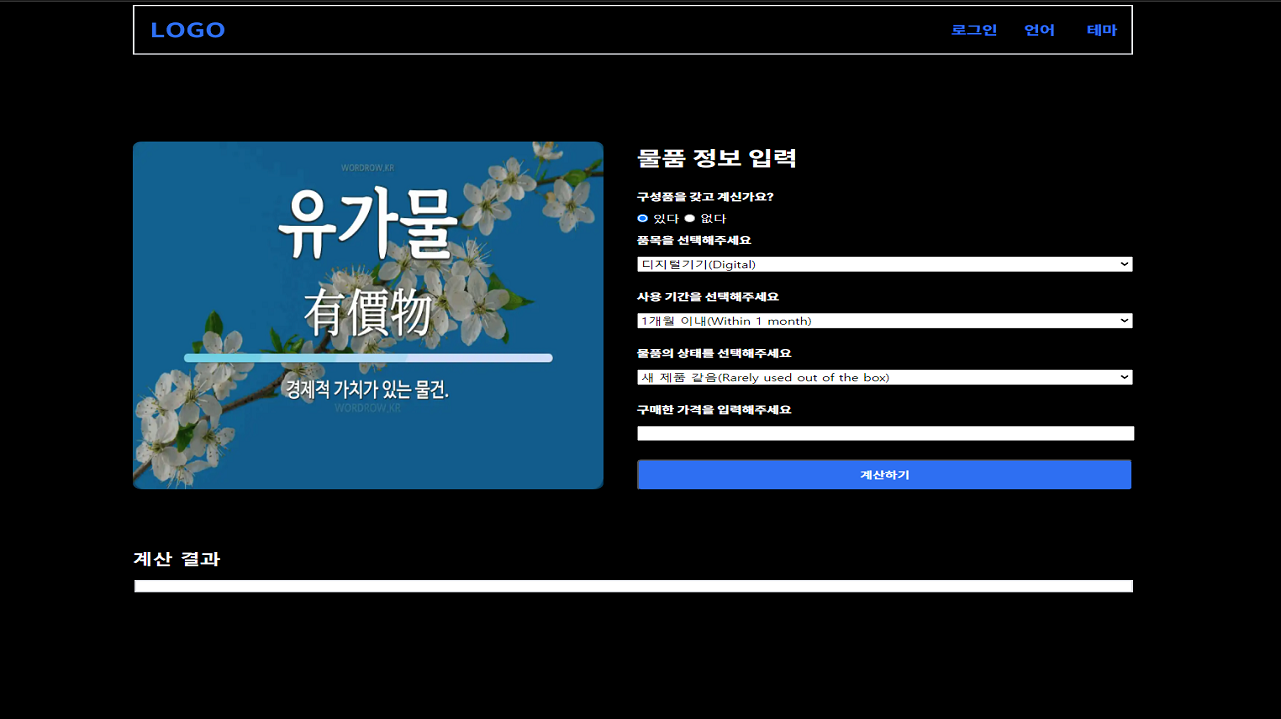 LOGO
로그인 언어 테마
WORDROW.KR
유가물
有價物
경제적 가치가 있는 물건.
WORDROW.KR
물품 정보 입력
구성품을 갖고 계신가요?
있다 없다
품목을 선택해주세요
디지털기기(Digital)
사용 기간을 선택해주세요
1개월 이내(Within 1 month)
물품의 상태를 선택해주세요
새 제품 같음(Rarely used out of the box)
구매한 가격을 입력해주세요
계산하기
계산 결과